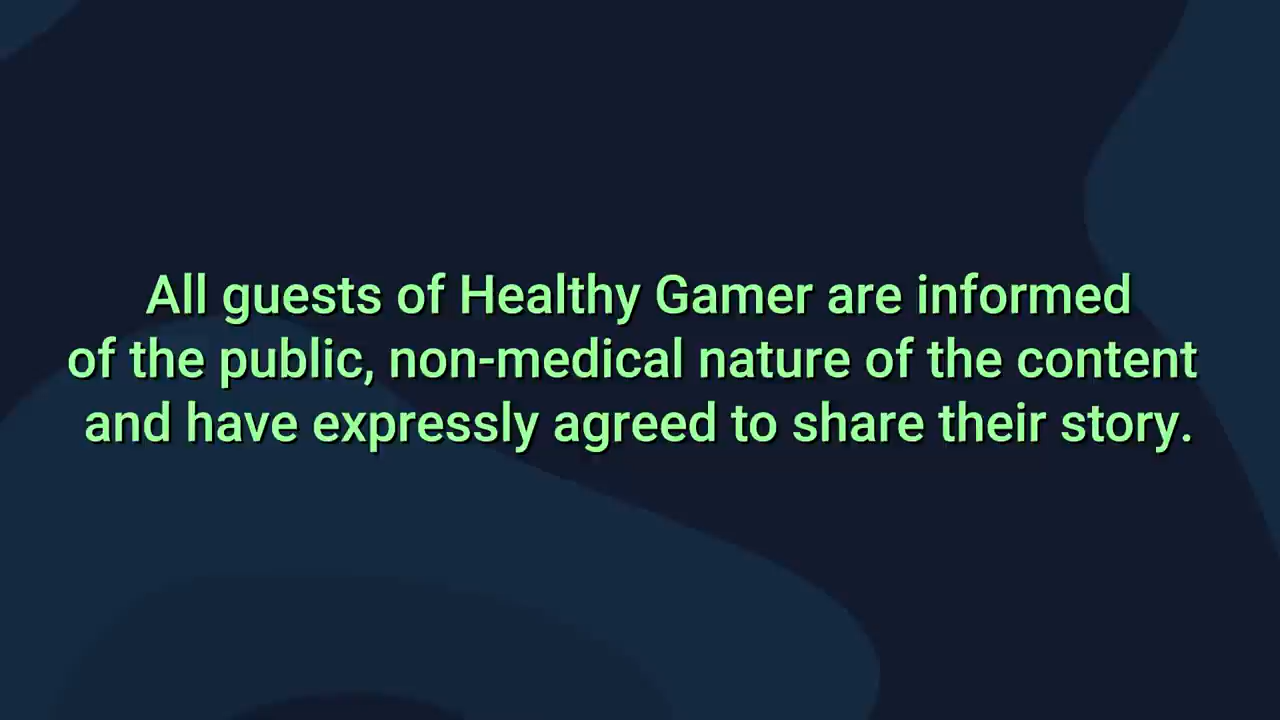 All guests of Healthy Gamer are informed
of the public, non-medical nature of the content
and have expressly agreed to share their story.